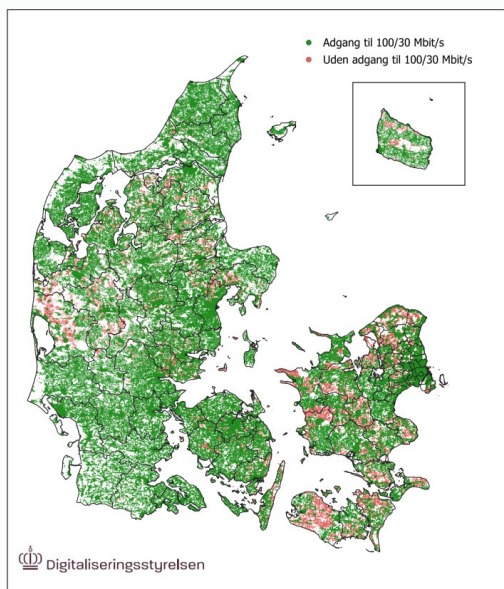 Adgang til 100/30 Mbit/s
Uden adgang til 100/30 Mbit/s
Digitaliseringsstyrelsen